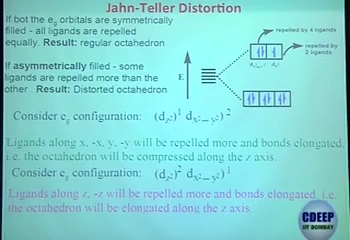 Jahn-Teller Distortion
If bot the e_g orbitals are symmetrically
filled - all ligands are repelled
equally. Result: regular octahedron
repelled by 4 ligands
repelled by
2 ligands
If asymmetrically filled - some
ligands are repelled more than the
other . Result: Distorted octahedron
E
Consider e_g configuration: (d_z²)¹ d_x²–y²)²
Ligands along x, -x, y, -y will be repelled more and bonds elongated.
i.e. the octahedron will be compressed along the z axis.
Consider e_g configuration: (d_z²)² d_x²–y²)¹
Ligands along z, -z will be repelled more and bonds elongated. i.e.
the octahedron will be elongated along the z axis.
CDEEP
IIT BOMBAY